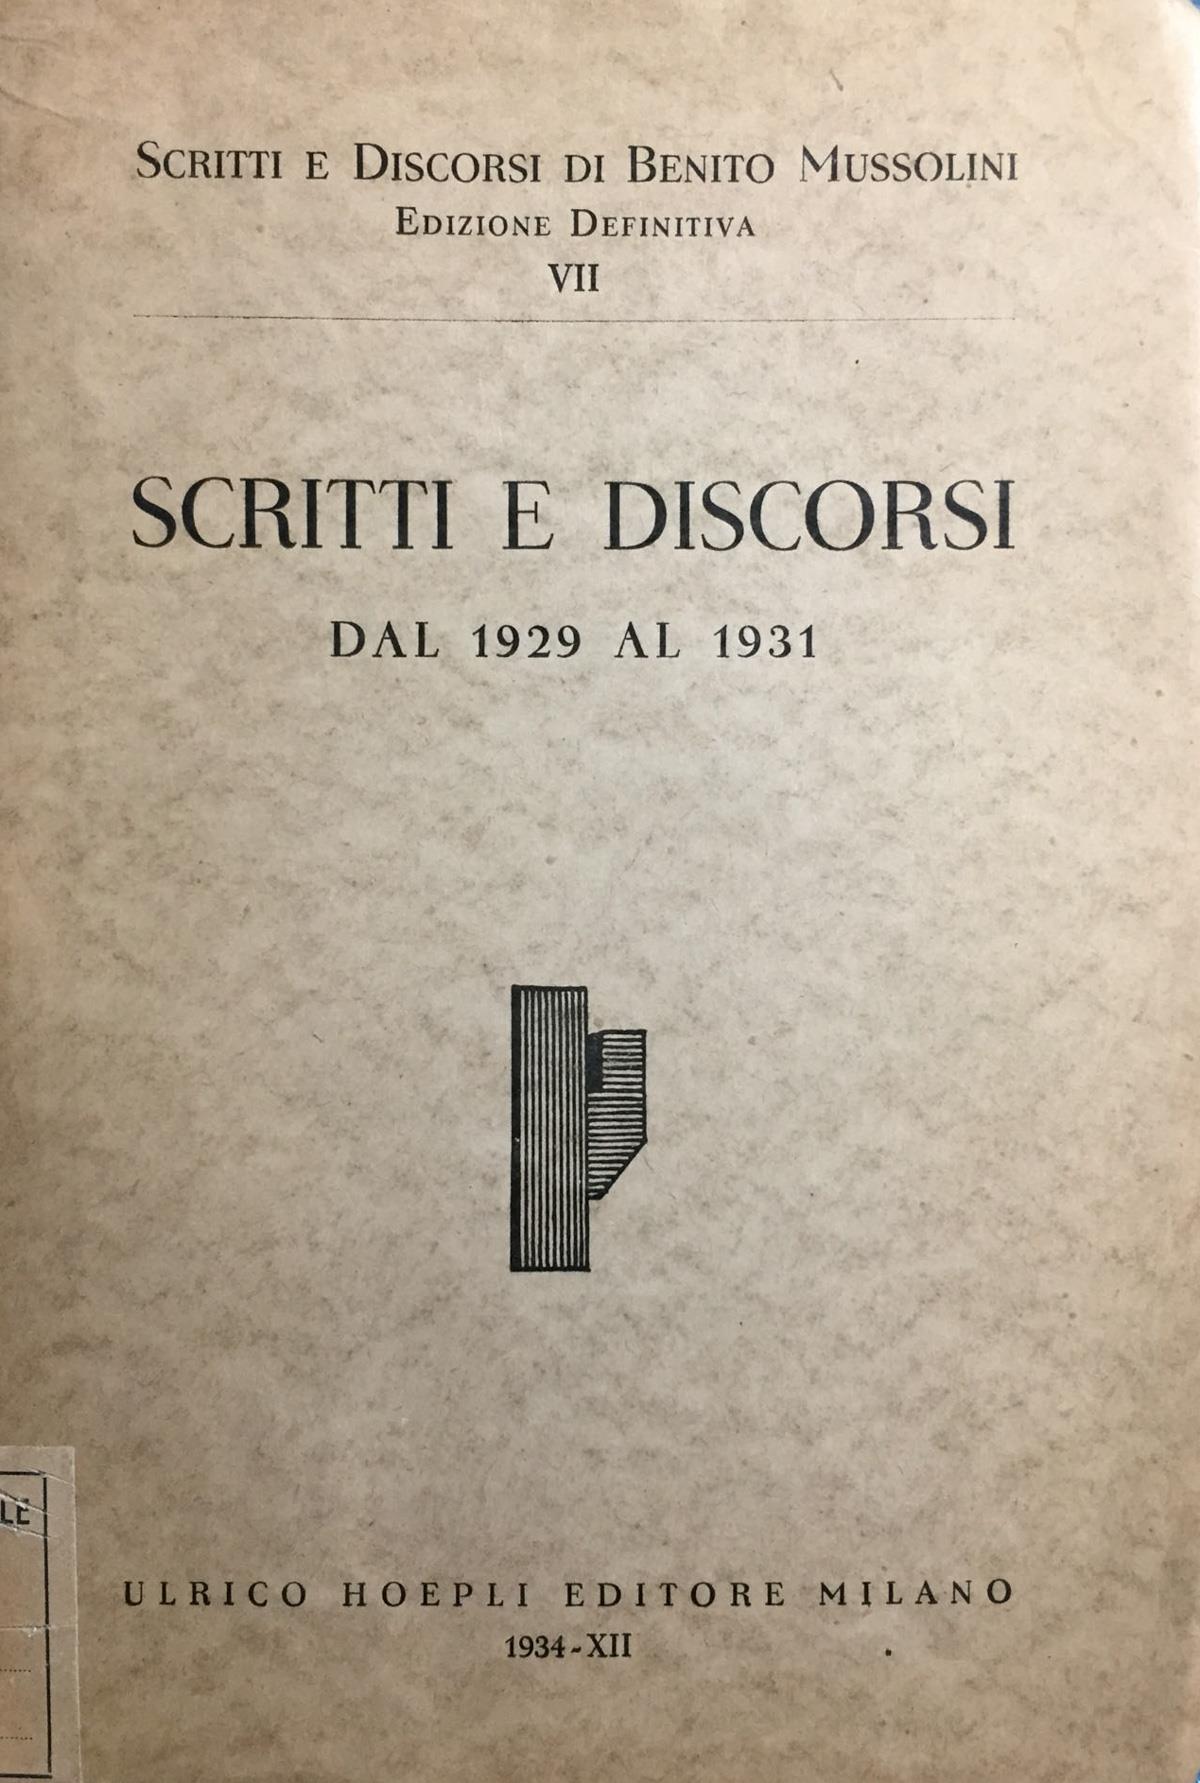 SCRITTI E DISCORSI DI BENITO MUSSOLINI
EDIZIONE DEFINITIVA
VII
SCRITTI E DISCORSI
DAL 1929 AL 1931
LE
ULRICO HOEPLI EDITORE MILANO
1934-XII